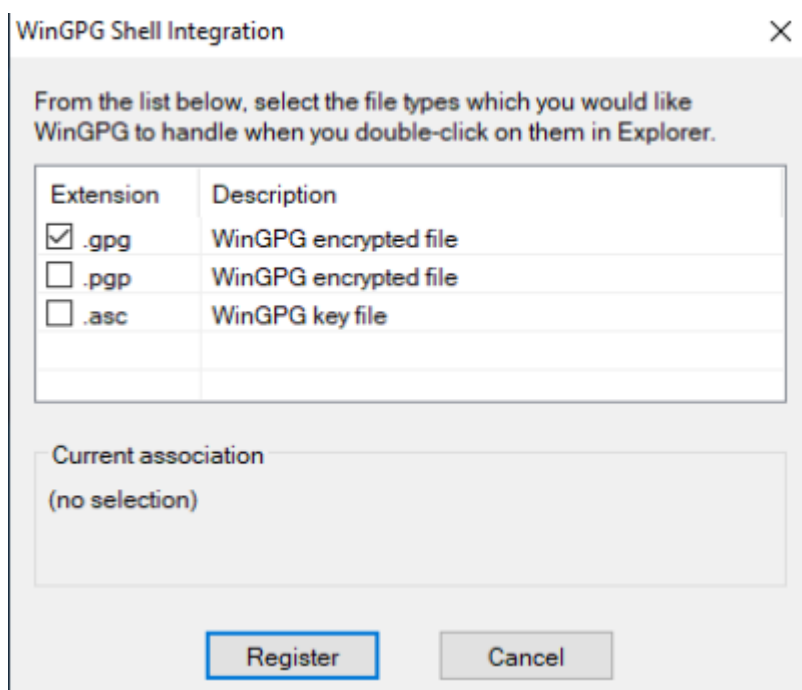 WinGPG Shell Integration
From the list below, select the file types which you would like
WinGPG to handle when you double-click on them in Explorer.
Extension Description
.gpg WinGPG encrypted file
.pgp WinGPG encrypted file
.asc WinGPG key file
Current association
(no selection)
Register Cancel